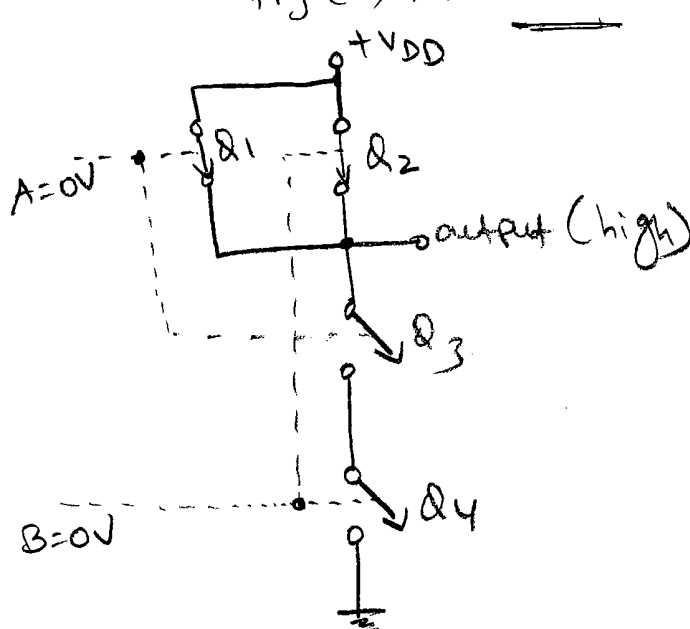 +VDD
Q1
Q2
A=0V
output (high)
Q3
B=0V
Q4